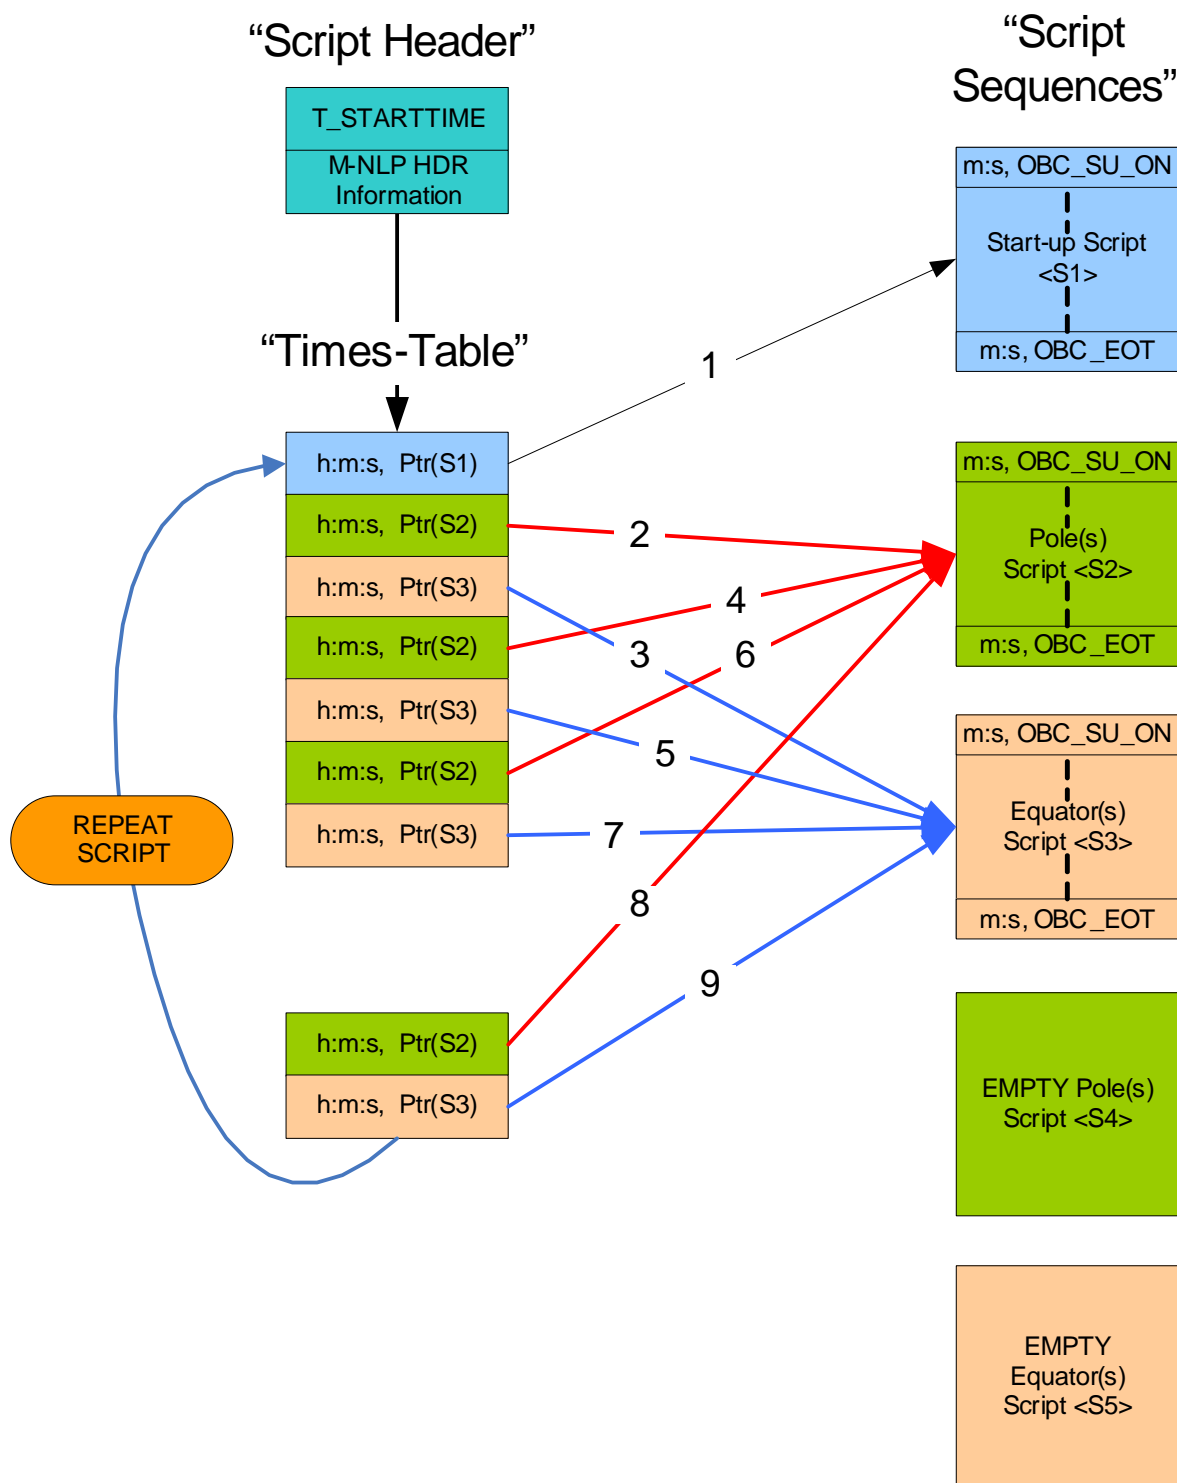 “Script Header”
T_STARTTIME
M-NLP HDR
Information
“Times-Table”
h:m:s, Ptr(S1)
h:m:s, Ptr(S2)
h:m:s, Ptr(S3)
h:m:s, Ptr(S2)
h:m:s, Ptr(S3)
h:m:s, Ptr(S2)
h:m:s, Ptr(S3)
h:m:s, Ptr(S2)
h:m:s, Ptr(S3)
REPEAT
SCRIPT
1
2
4
3
6
5
7
8
9
“Script
Sequences”
m:s, OBC_SU_ON
Start-up Script
<S1>
m:s, OBC_EOT
m:s, OBC_SU_ON
Pole(s)
Script <S2>
m:s, OBC_EOT
m:s, OBC_SU_ON
Equator(s)
Script <S3>
m:s, OBC_EOT
EMPTY Pole(s)
Script <S4>
EMPTY
Equator(s)
Script <S5>